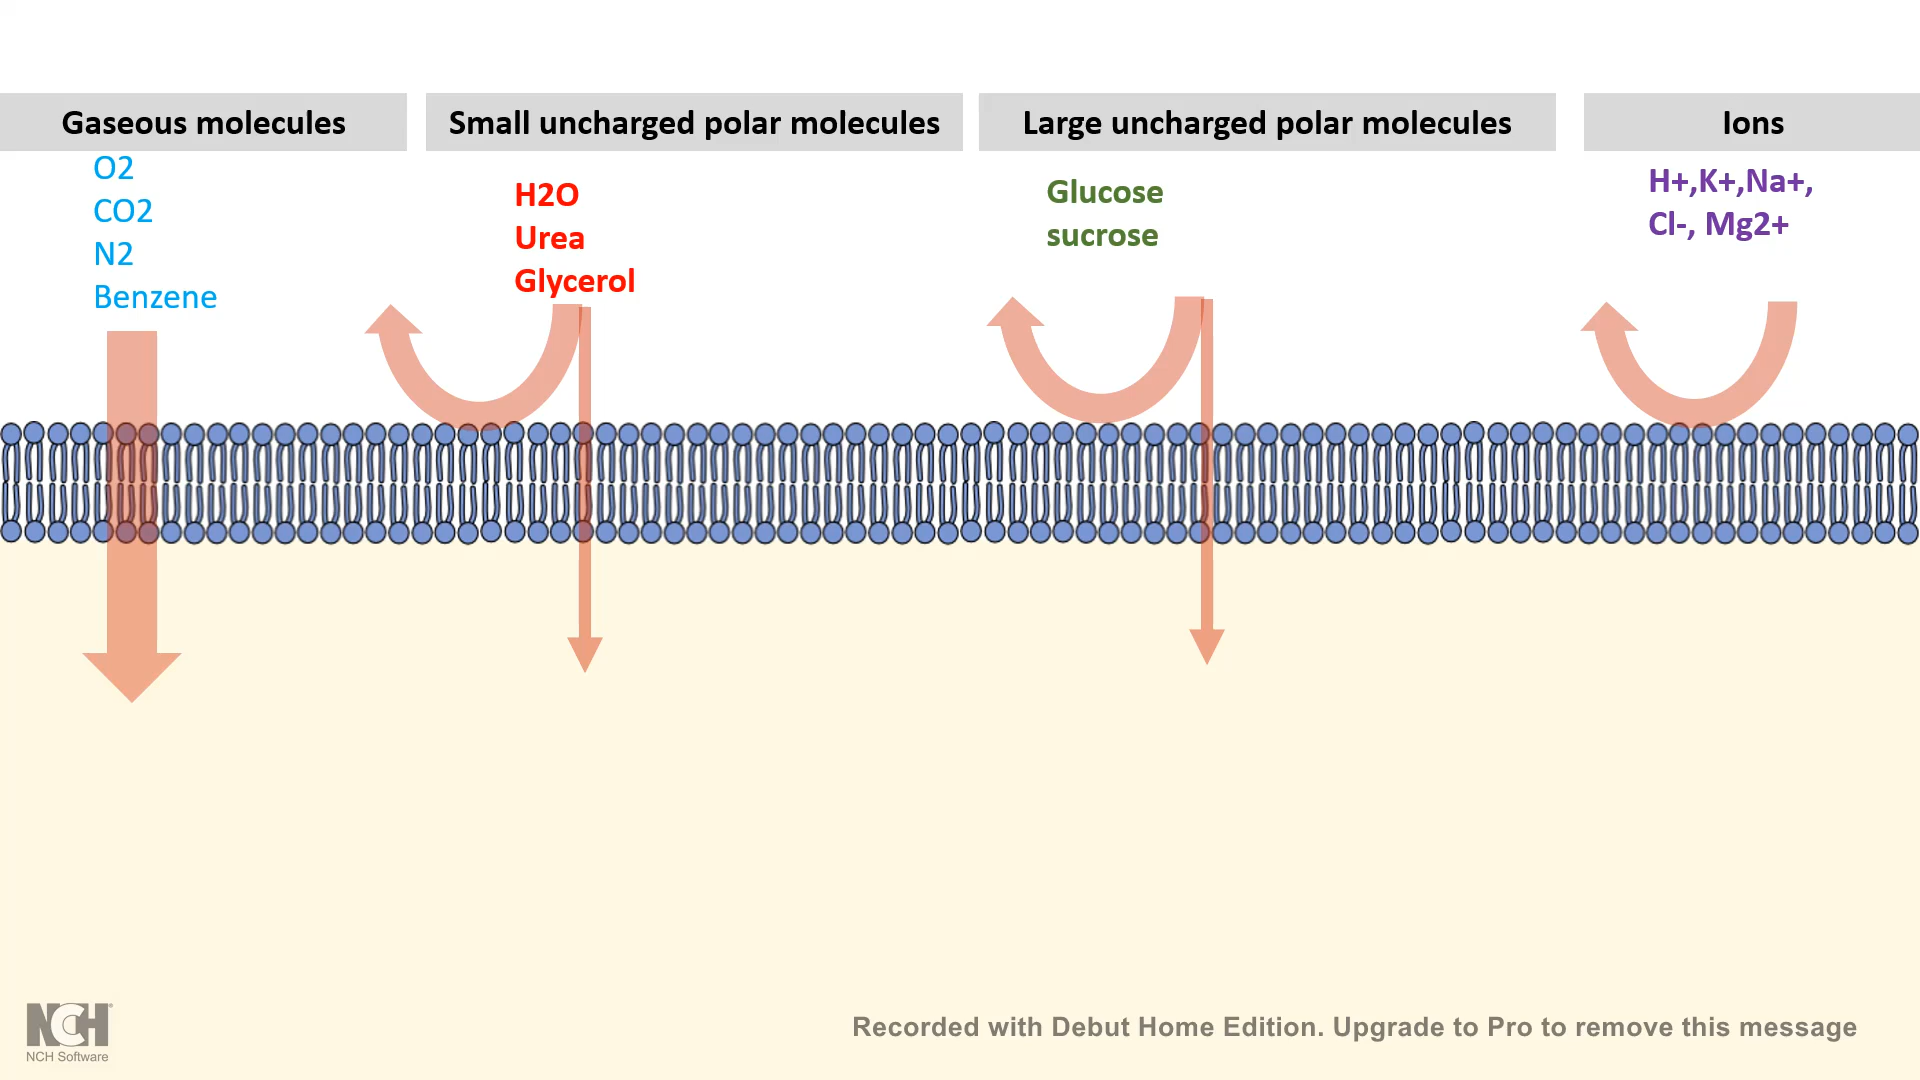 Gaseous molecules
Small uncharged polar molecules
Large uncharged polar molecules
Ions
O2
CO2
N2
Benzene
H2O
Urea
Glycerol
Glucose
sucrose
H+,K+,Na+,
Cl-, Mg2+
NCH
NCH Software
Recorded with Debut Home Edition. Upgrade to Pro to remove this message